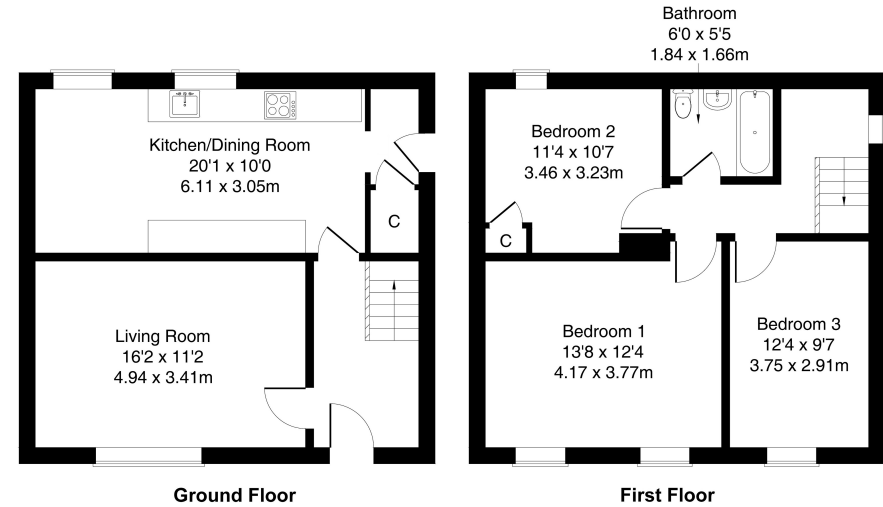 Bathroom
6'0 x 5'5
1.84 x 1.66m
Kitchen/Dining Room
20'1 x 10'0
6.11 x 3.05m
C
Living Room
16'2 x 11'2
4.94 x 3.41m
Ground Floor
Bedroom 2
11'4 x 10'7
3.46 x 3.23m
C
Bedroom 1
13'8 x 12'4
4.17 x 3.77m
Bedroom 3
12'4 x 9'7
3.75 x 2.91m
First Floor